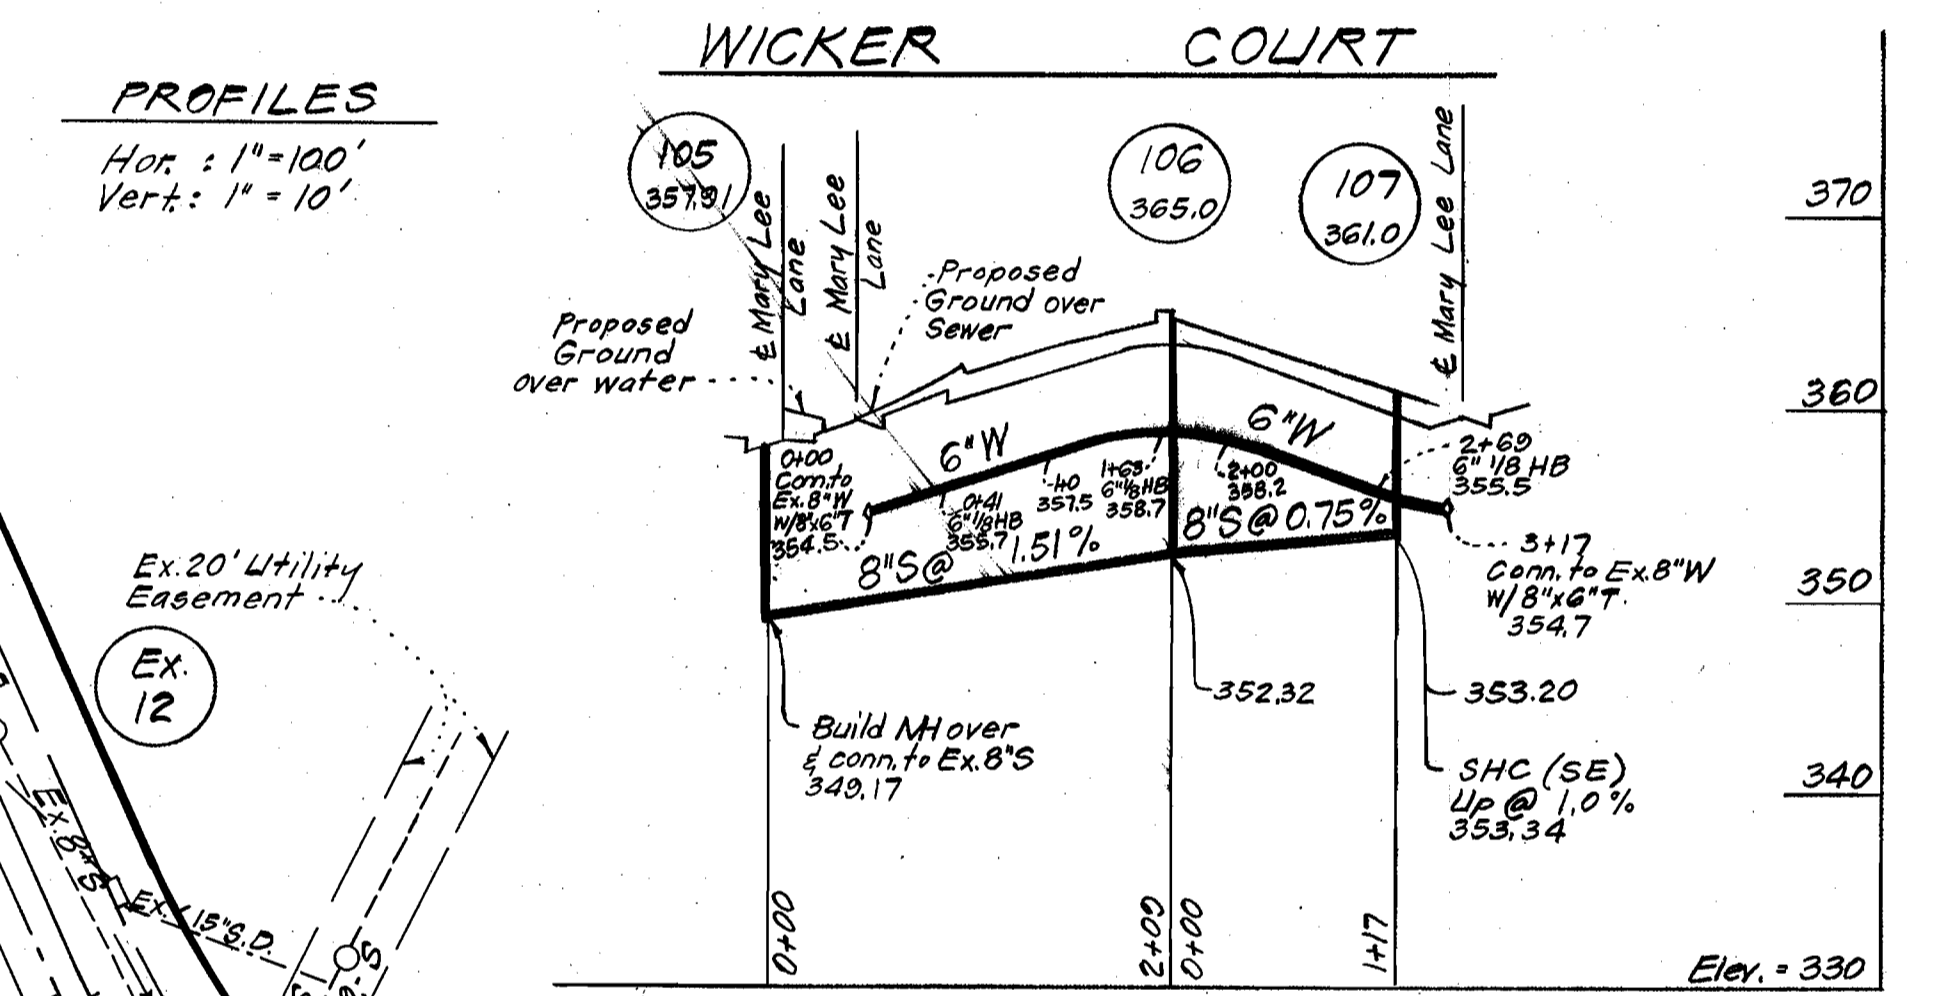 WICKER COURT
PROFILES
Hor. : 1"=100'
Vert.: 1" = 10'
105
357.91
106
365.0
107
361.0
℄ Mary Lee
Lane
℄ Mary Lee
Lane
℄ Mary Lee Lane
370
360
350
340
Elev. = 330
Proposed
Ground over
Sewer
Proposed
Ground
over water
6"W
6"W
0+00
Conn.to
Ex.8"W
W/8"x6"T
354.5
0+41
6"1/8HB
355.7
-40
357.5
1+63
6"1/8HB
358.7
2+00
358.2
2+69
6" 1/8 HB
355.5
8"S@ 1.51%
8"S@ 0.75%
3+17
Conn. to Ex.8"W
W/8"x6"T.
354.7
Ex.20' Utility
Easement
Ex.
12
Build MH over
& conn. to Ex.8"S
349.17
352.32
353.20
SHC (SE)
Up @ 1.0%
353.34
Ex.8"S
Ex. 15"S.D.
S
0+00
2+09
0+00
1+17